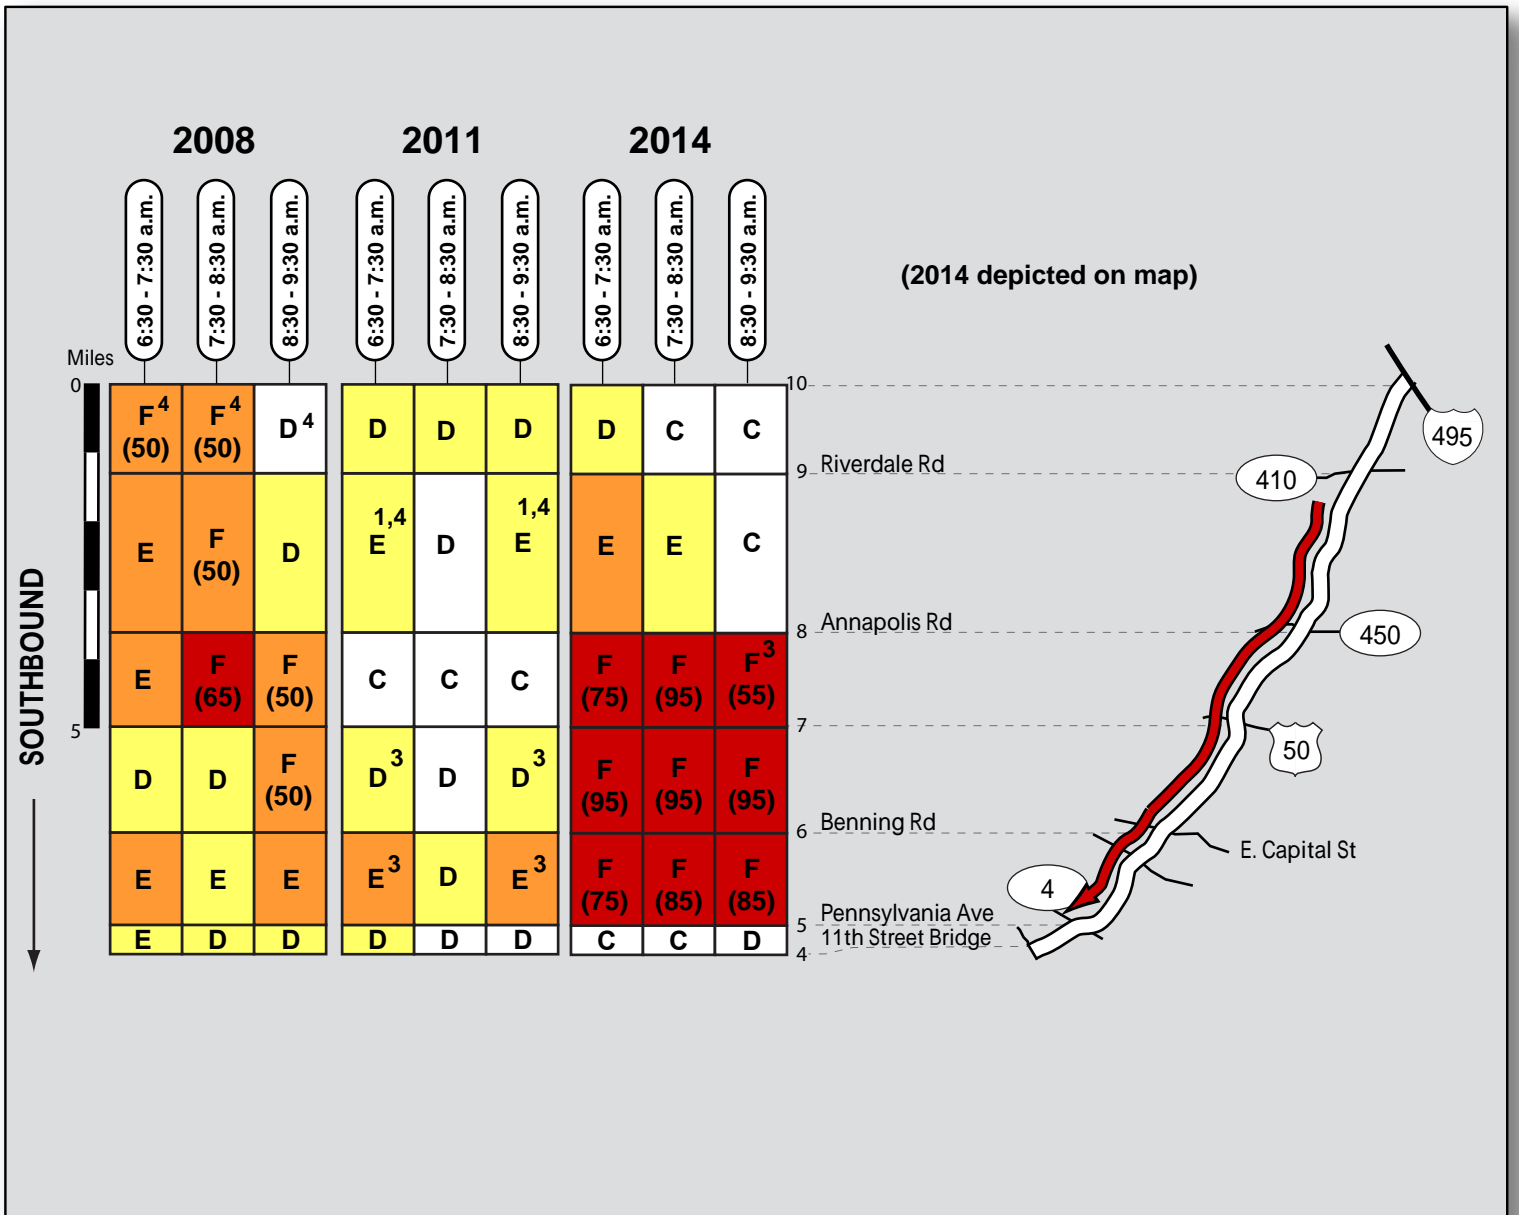 2008 2011 2014
6:30 - 7:30 a.m. 7:30 - 8:30 a.m. 8:30 - 9:30 a.m. 6:30 - 7:30 a.m. 7:30 - 8:30 a.m. 8:30 - 9:30 a.m. 6:30 - 7:30 a.m. 7:30 - 8:30 a.m. 8:30 - 9:30 a.m.
(2014 depicted on map)
Miles
0 10
F4 F4 D4 D D D D C C
(50) (50)
495
9 Riverdale Rd
410
1,4 1,4
E F D E D E E E C
(50)
8 Annapolis Rd
450
E F F C C C F F F3
(65) (50) (75) (95) (55)
5 7
50
SOUTHBOUND
D D F D3 D D3 F F F
(50) (95) (95) (95)
6 Benning Rd
E. Capital St
E E E E3 D E3 F F F
(75) (85) (85)
4
5 Pennsylvania Ave
E D D D D D C C D
11th Street Bridge
4